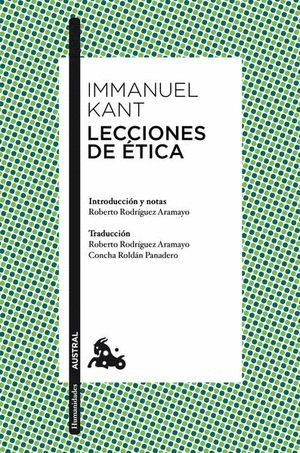 IMMANUEL
KANT
LECCIONES
DE ÉTICA
Introducción y notas
Roberto Rodríguez Aramayo
Traducción
Roberto Rodríguez Aramayo
Concha Roldán Panadero
Humanidades AUSTRAL